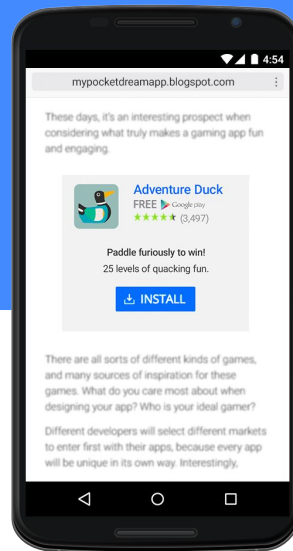 4:54
mypocketdreamapp.blogspot.com
These days, it's an interesting prospect when
considering what truly makes a gaming app fun
and engaging.
Adventure Duck
FREE Google play
(3,497)
Paddle furiously to win!
25 levels of quacking fun.
INSTALL
There are all sorts of different kinds of games,
and many sources of inspiration for these
games. What do you care most about when
designing your app? Who is your ideal gamer?
Different developers will select different markets
to enter first with their apps, because every app
will be unique in its own way. Interestingly,